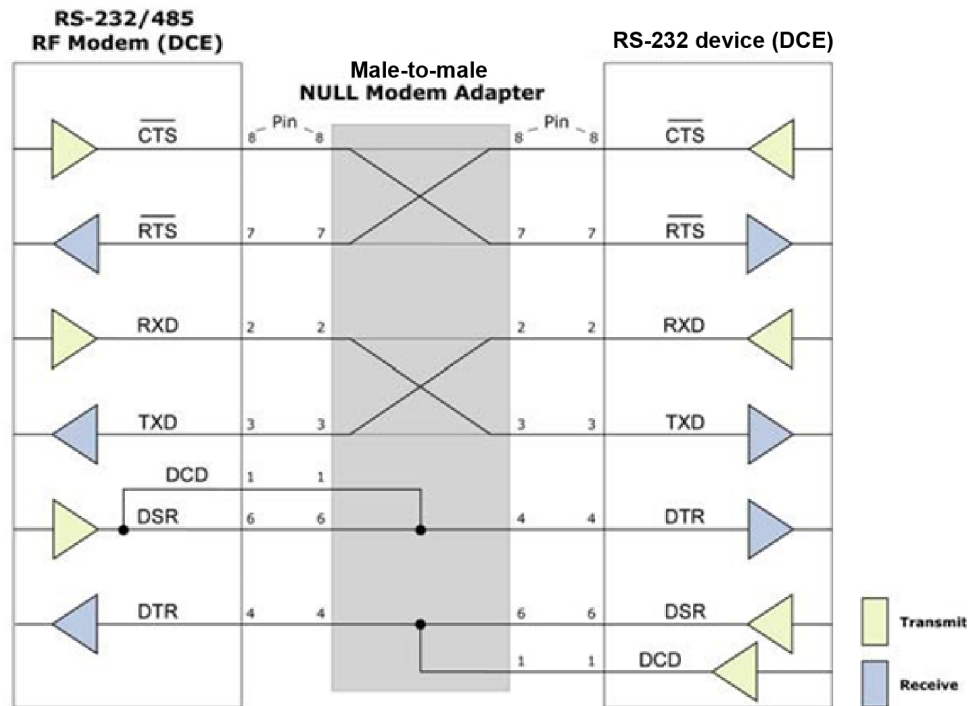 RS-232/485
RF Modem (DCE)
RS-232 device (DCE)
Male-to-male
NULL Modem Adapter
CTS 8 Pin 8 8 Pin 8 CTS
RTS 7 7 7 7 RTS
RXD 2 2 2 2 RXD
TXD 3 3 3 3 TXD
DCD 1 1
DSR 6 6 4 4 DTR
DTR 4 4 6 6 DSR
Transmit
1 1 DCD
Receive